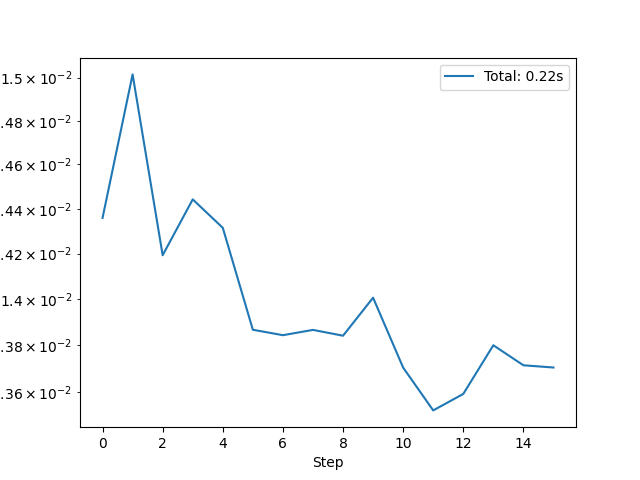 1.5 × 10⁻²
.48 × 10⁻²
.46 × 10⁻²
.44 × 10⁻²
.42 × 10⁻²
1.4 × 10⁻²
.38 × 10⁻²
.36 × 10⁻²
Total: 0.22s
0 2 4 6 8 10 12 14
Step